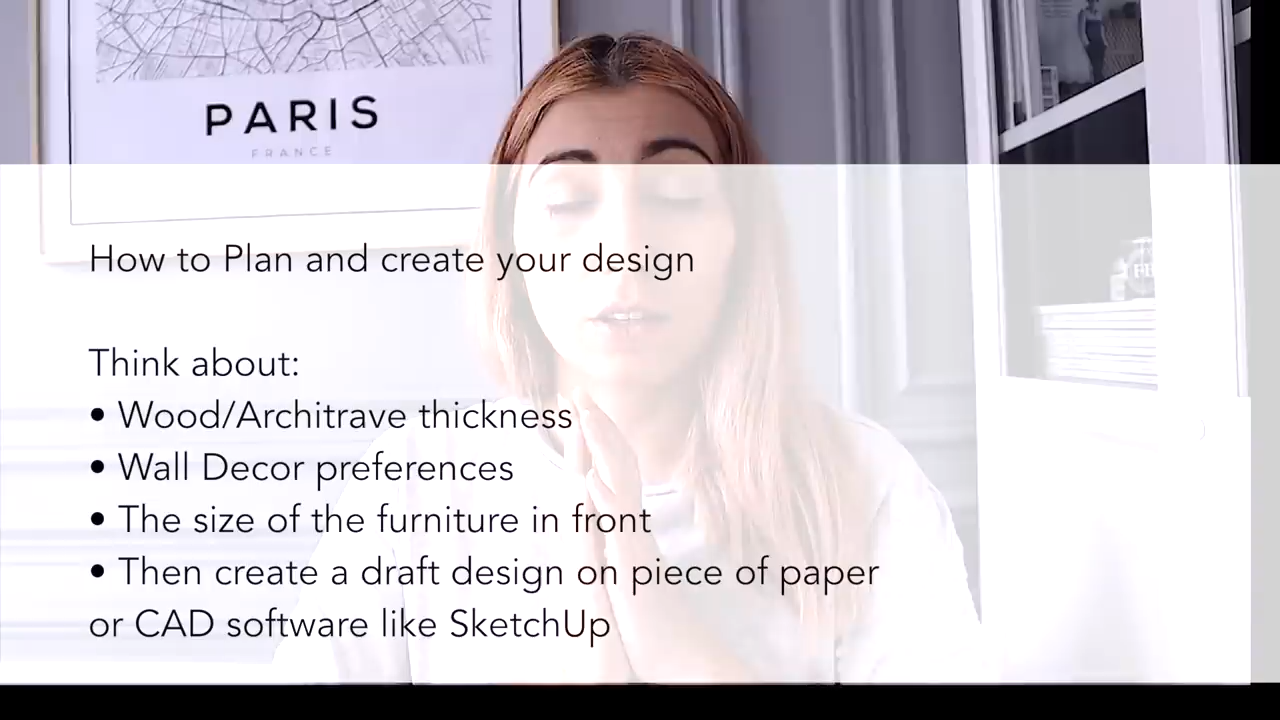 PARIS
FRANCE
How to Plan and create your design
Think about:
• Wood/Architrave thickness
• Wall Decor preferences
• The size of the furniture in front
• Then create a draft design on piece of paper
or CAD software like SketchUp